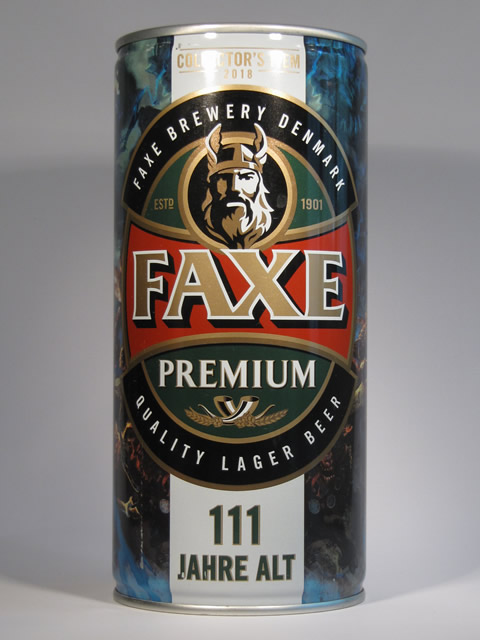 COLLECTOR'S ITEM
2018
FAXE BREWERY DENMARK
ESTD 1901
FAXE
PREMIUM
QUALITY LAGER BEER
111
JAHRE ALT